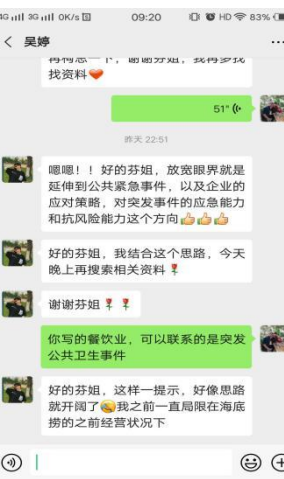 4G 3G 0K/s 09:20 HD 83%
吴婷
再构思一下，谢谢芬姐，我再多找
找资料
51"
昨天 22:51
嗯嗯！！好的芬姐，放宽眼界就是
延伸到公共紧急事件，以及企业的
应对策略，对突发事件的应急能力
和抗风险能力这个方向
好的芬姐，我结合这个思路，今天
晚上再搜索相关资料
谢谢芬姐
你写的餐饮业，可以联系的是突发
公共卫生事件
好的芬姐，这样一提示，好像思路
就开阔了我之前一直局限在海底
捞的之前经营状况下